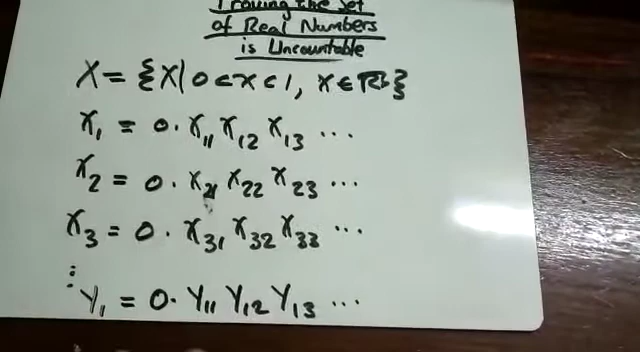 Proving the Set
of Real Numbers
is Uncountable
X = {x | 0 < x < 1, x ∈ ℝ}
x₁ = 0.x₁₁ x₁₂ x₁₃ ...
x₂ = 0.x₂₁ x₂₂ x₂₃ ...
x₃ = 0.x₃₁ x₃₂ x₃₃ ...
⋮
y₁ = 0.y₁₁ y₁₂ y₁₃ ...